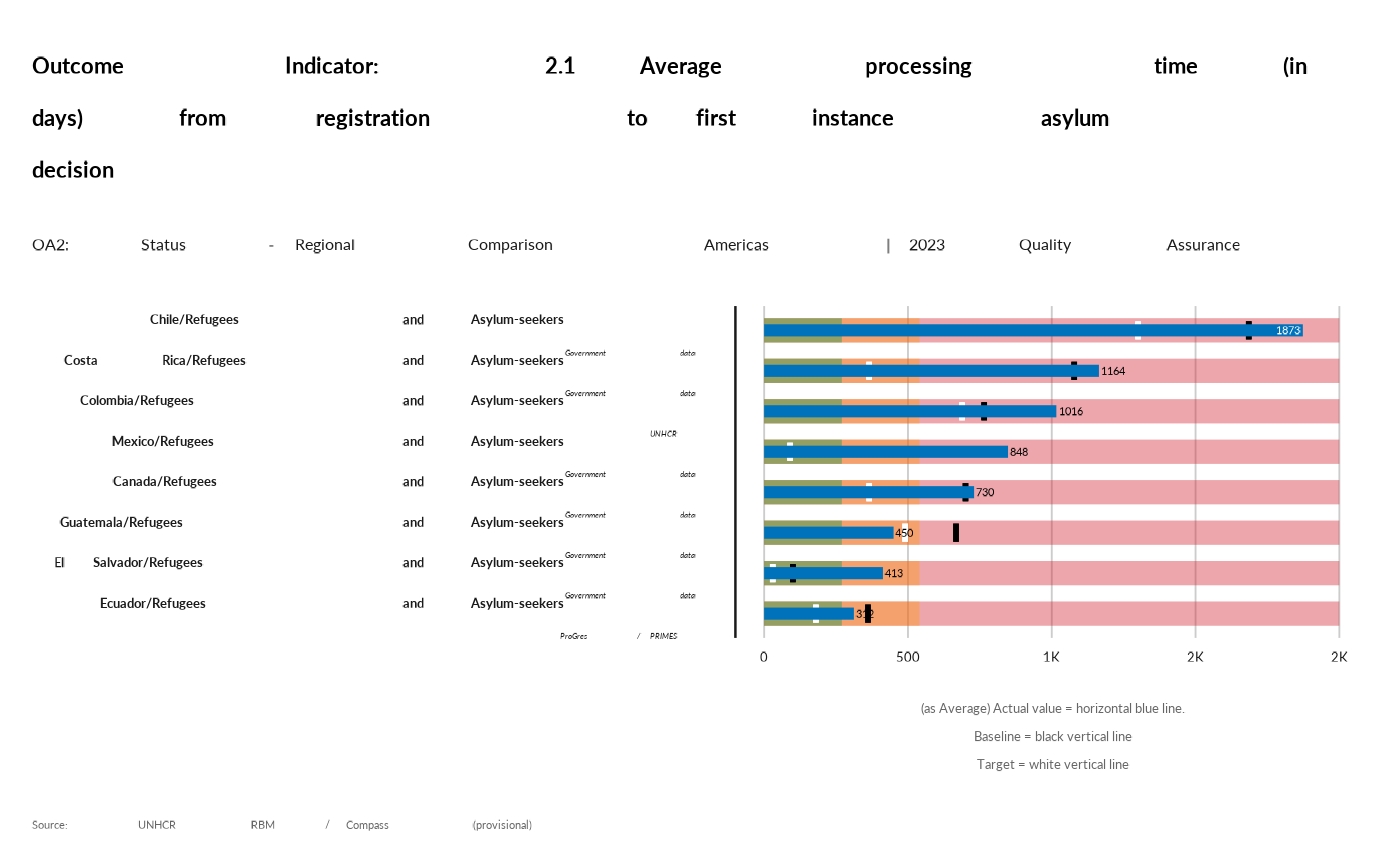 Outcome Indicator: 2.1 Average processing time (in
days) from registration to first instance asylum
decision
OA2: Status - Regional Comparison Americas | 2023 Quality Assurance
Chile/Refugees and Asylum-seekers
Government data
1873
Costa Rica/Refugees and Asylum-seekers
Government data
1164
Colombia/Refugees and Asylum-seekers
UNHCR
1016
Mexico/Refugees and Asylum-seekers
Government data
848
Canada/Refugees and Asylum-seekers
Government data
730
Guatemala/Refugees and Asylum-seekers
Government data
450
El Salvador/Refugees and Asylum-seekers
Government data
413
Ecuador/Refugees and Asylum-seekers
ProGres / PRIMES
312
0 500 1K 2K 2K
(as Average) Actual value = horizontal blue line.
Baseline = black vertical line
Target = white vertical line
Source: UNHCR RBM / Compass (provisional)